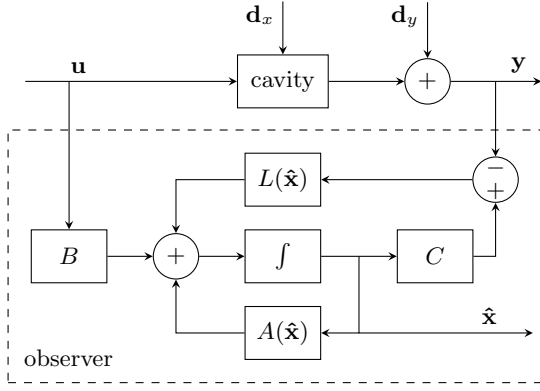 d_x
d_y
u
cavity
+
y
L(x̂)
−
+
B
+
∫
C
A(x̂)
x̂
observer